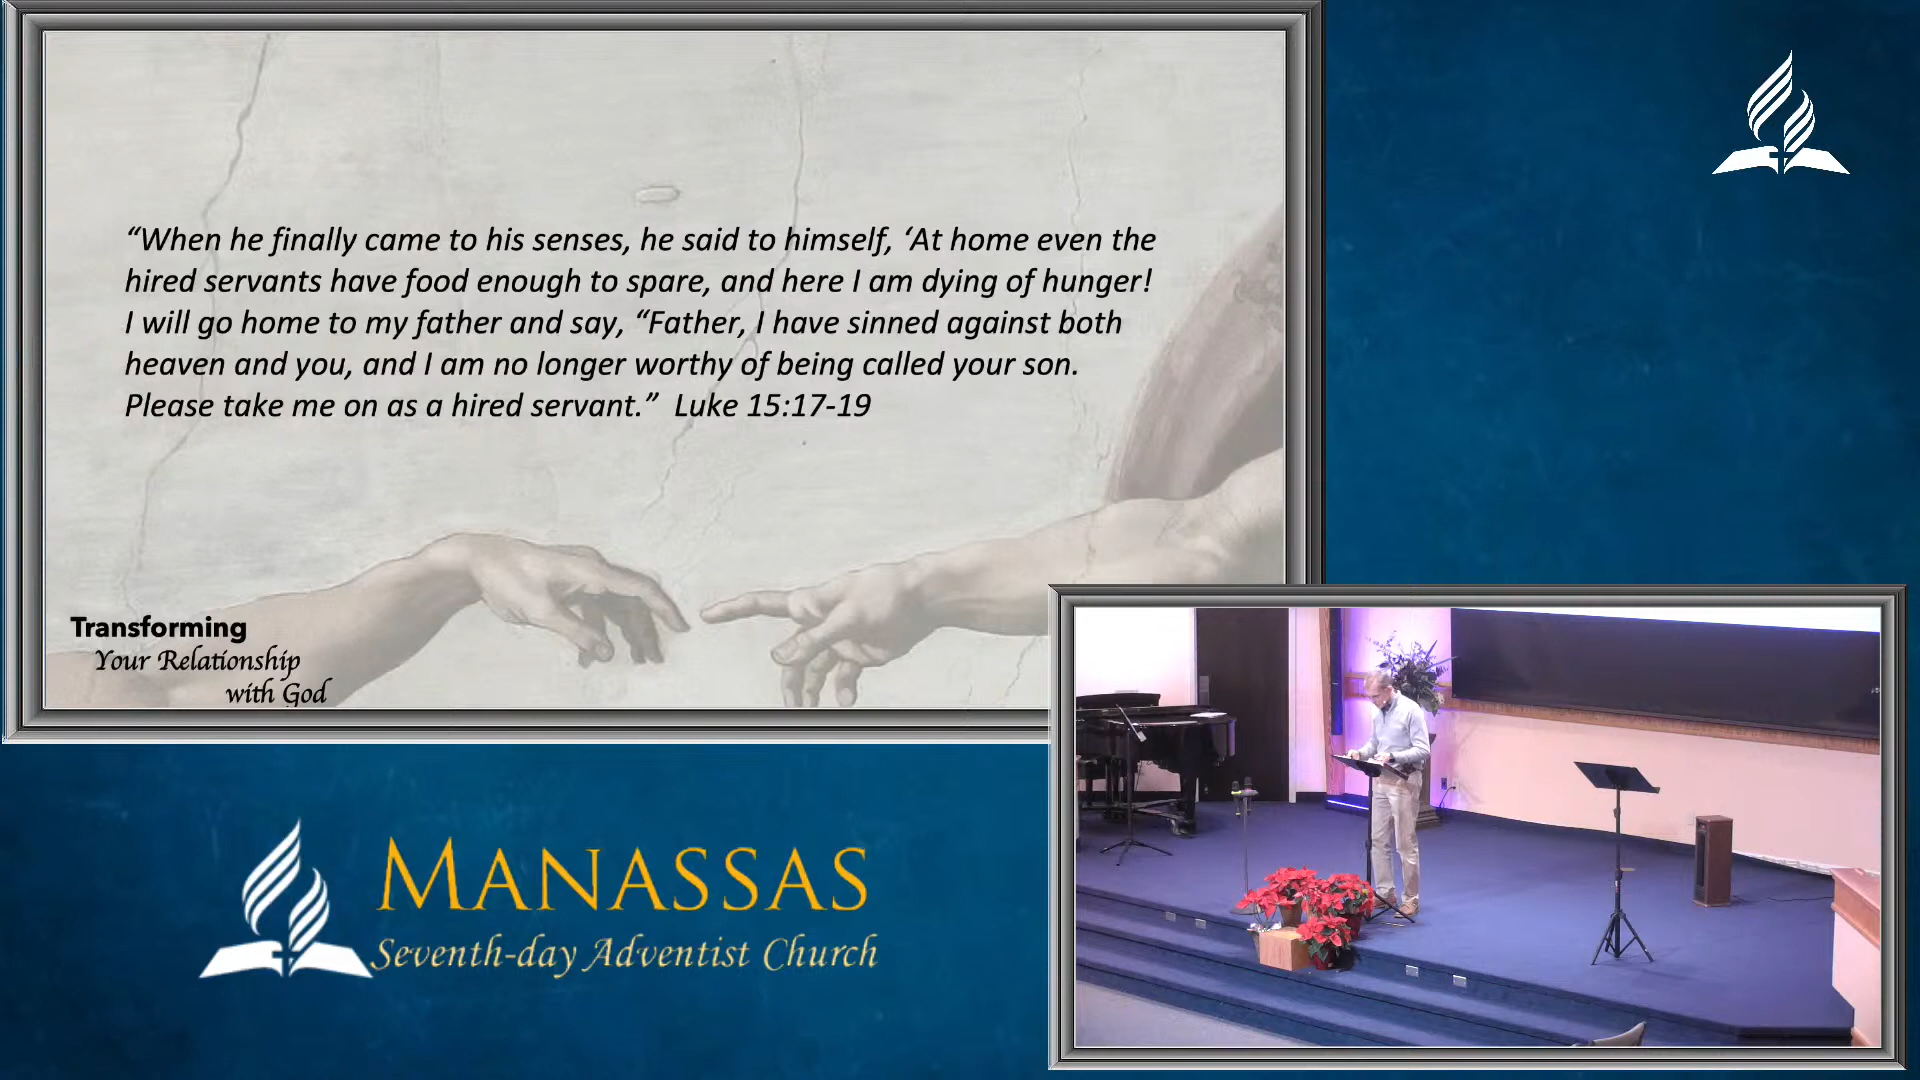 “When he finally came to his senses, he said to himself, ‘At home even the
hired servants have food enough to spare, and here I am dying of hunger!
I will go home to my father and say, “Father, I have sinned against both
heaven and you, and I am no longer worthy of being called your son.
Please take me on as a hired servant.”  Luke 15:17-19
Transforming
Your Relationship
with God
MANASSAS
Seventh-day Adventist Church